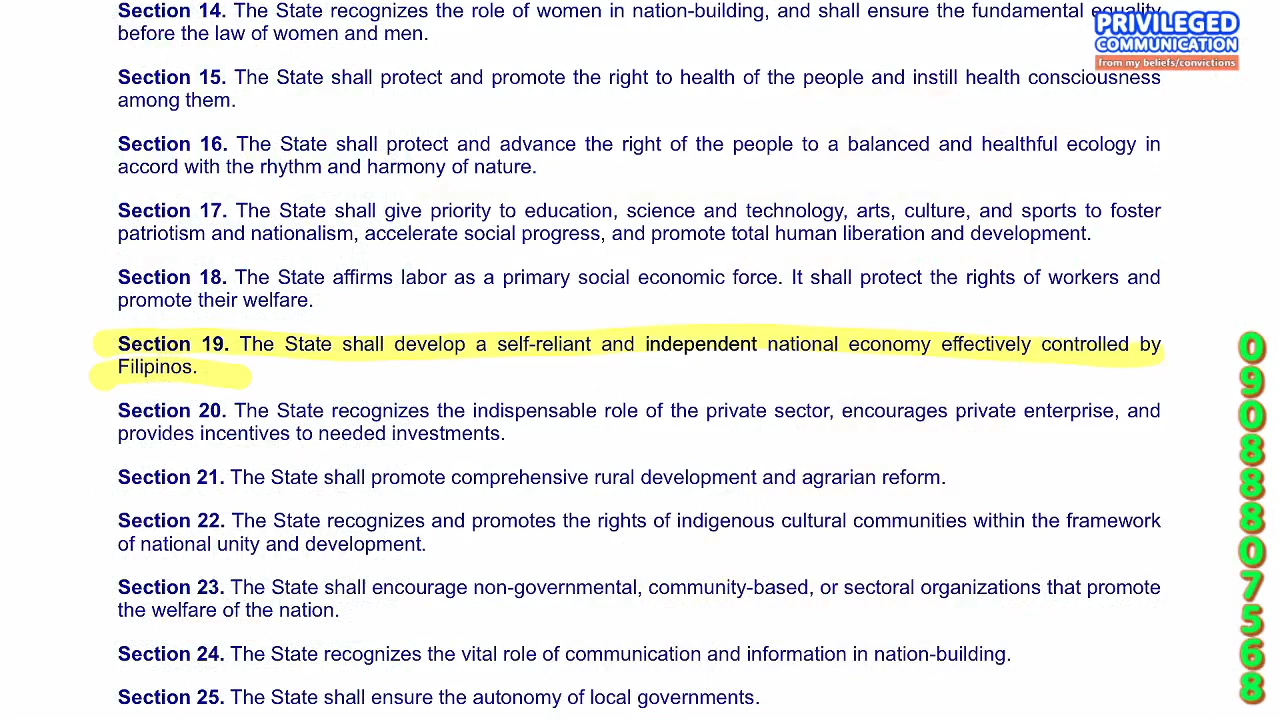 Section 14. The State recognizes the role of women in nation-building, and shall ensure the fundamental equality
before the law of women and men.
PRIVILEGED
COMMUNICATION
from my beliefs/convictions
Section 15. The State shall protect and promote the right to health of the people and instill health consciousness
among them.
Section 16. The State shall protect and advance the right of the people to a balanced and healthful ecology in
accord with the rhythm and harmony of nature.
Section 17. The State shall give priority to education, science and technology, arts, culture, and sports to foster
patriotism and nationalism, accelerate social progress, and promote total human liberation and development.
Section 18. The State affirms labor as a primary social economic force. It shall protect the rights of workers and
promote their welfare.
Section 19. The State shall develop a self-reliant and independent national economy effectively controlled by
Filipinos.
Section 20. The State recognizes the indispensable role of the private sector, encourages private enterprise, and
provides incentives to needed investments.
Section 21. The State shall promote comprehensive rural development and agrarian reform.
Section 22. The State recognizes and promotes the rights of indigenous cultural communities within the framework
of national unity and development.
Section 23. The State shall encourage non-governmental, community-based, or sectoral organizations that promote
the welfare of the nation.
Section 24. The State recognizes the vital role of communication and information in nation-building.
Section 25. The State shall ensure the autonomy of local governments.
09088807568